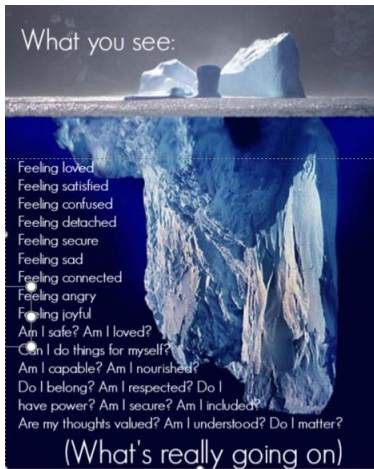 What you see:
Feeling loved
Feeling satisfied
Feeling confused
Feeling detached
Feeling secure
Feeling sad
Feeling connected
Feeling angry
Feeling joyful
Am I safe? Am I loved?
Can I do things for myself?
Am I capable? Am I nourished?
Do I belong? Am I respected? Do I
have power? Am I secure? Am I included?
Are my thoughts valued? Am I understood? Do I matter?
(What's really going on)